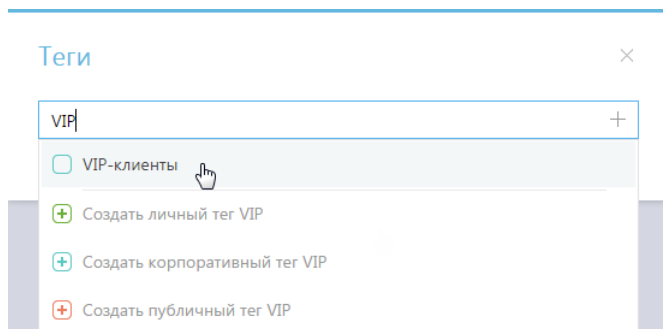 Теги
VIP
VIP-клиенты
Создать личный тег VIP
Создать корпоративный тег VIP
Создать публичный тег VIP